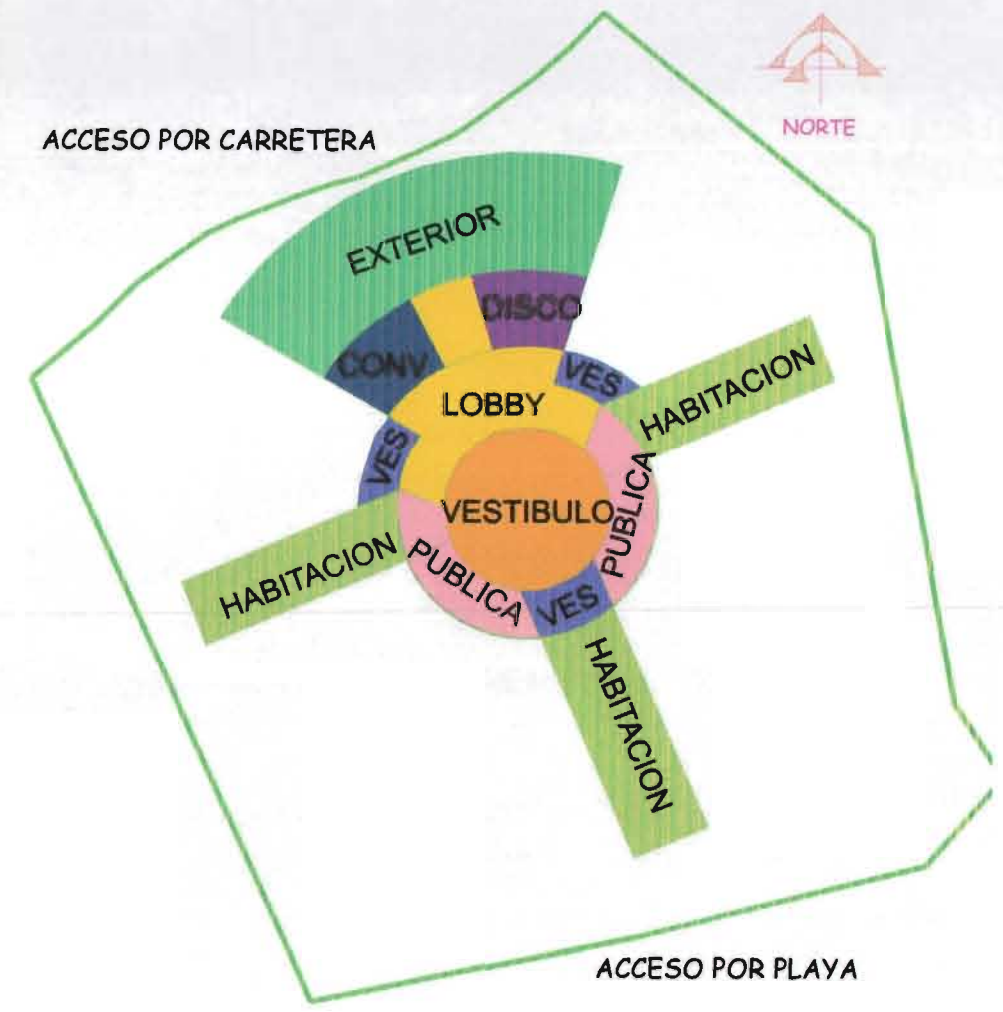 NORTE
ACCESO POR CARRETERA
EXTERIOR
DISCO
CONV
VES
LOBBY
HABITACION
VES
PUBLICA
VESTIBULO
HABITACION
PUBLICA
VES
HABITACION
ACCESO POR PLAYA